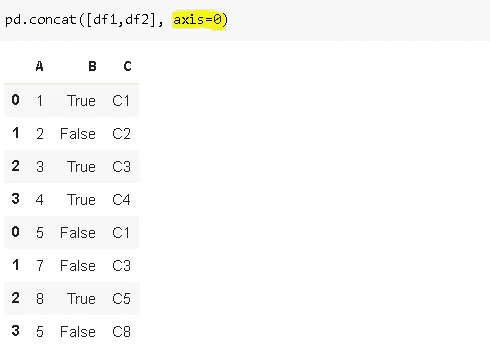 pd.concat([df1,df2], axis=0)
A B C
0 1 True C1
1 2 False C2
2 3 True C3
3 4 True C4
0 5 False C1
1 7 False C3
2 8 True C5
3 5 False C8